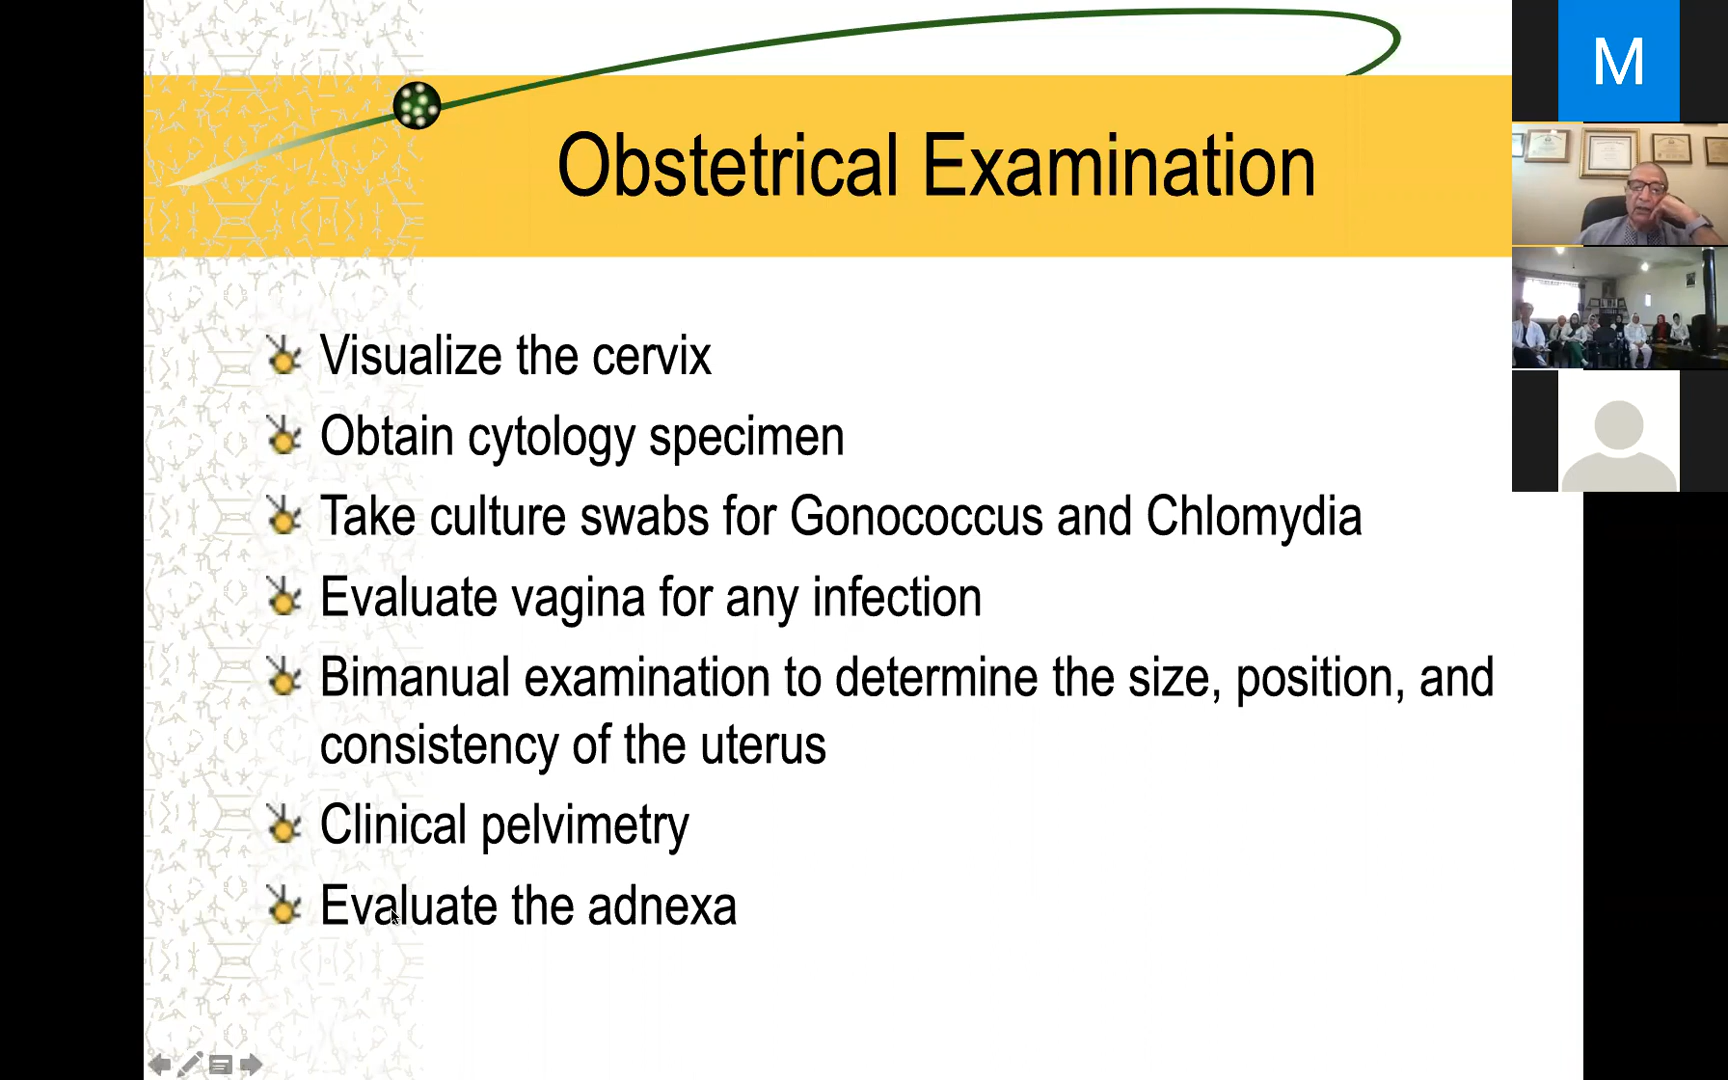 Obstetrical Examination
Visualize the cervix
Obtain cytology specimen
Take culture swabs for Gonococcus and Chlomydia
Evaluate vagina for any infection
Bimanual examination to determine the size, position, and
consistency of the uterus
Clinical pelvimetry
Evaluate the adnexa
M